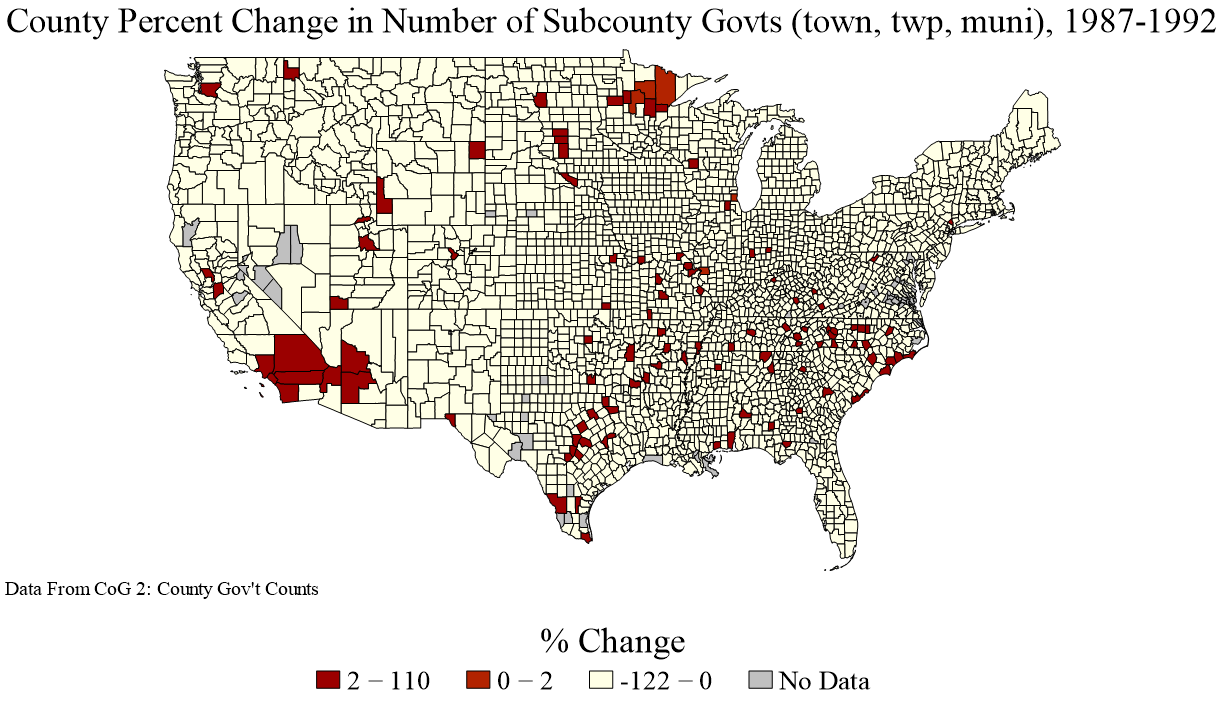 County Percent Change in Number of Subcounty Govts (town, twp, muni), 1987-1992
Data From CoG 2: County Gov't Counts
% Change
2 − 110
0 − 2
-122 − 0
No Data